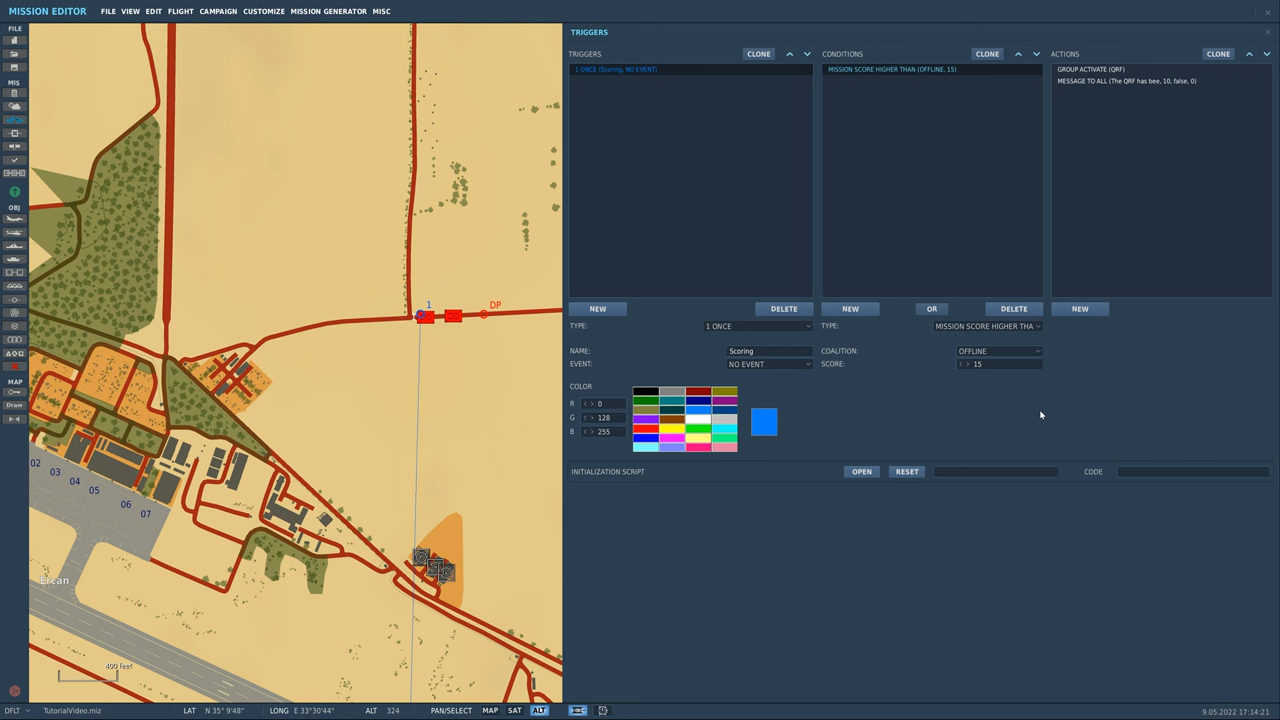 MISSION EDITOR FILE VIEW EDIT FLIGHT CAMPAIGN CUSTOMIZE MISSION GENERATOR MISC
FILE
MIS
OBJ
MAP
Draw
TRIGGERS
TRIGGERS CLONE CONDITIONS CLONE ACTIONS CLONE
1 ONCE (Scoring, NO EVENT) MISSION SCORE HIGHER THAN (OFFLINE, 15) GROUP ACTIVATE (QRF)
MESSAGE TO ALL (The QRF has bee, 10, false, 0)
NEW DELETE NEW OR DELETE NEW
TYPE: 1 ONCE TYPE: MISSION SCORE HIGHER THA
NAME: Scoring COALITION: OFFLINE
EVENT: NO EVENT SCORE: < > 15
COLOR
R < > 0
G < > 128
B < > 255
INITIALIZATION SCRIPT OPEN RESET CODE
1
DP
02
03
04
05
06
07
Ercan
400 feet
DFLT TutorialVideo.miz LAT N 35° 9'48" LONG E 33°30'44" ALT 324 PAN/SELECT MAP SAT ALT 9.05.2022 17:14:21